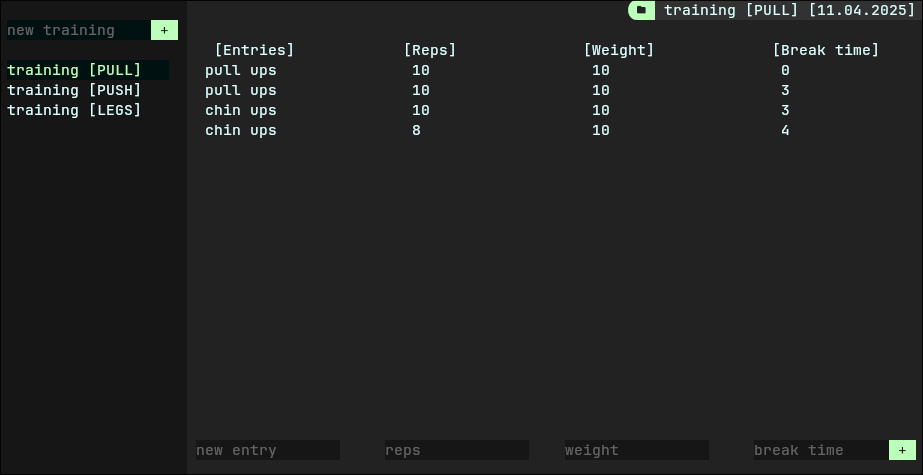 training [PULL] [11.04.2025]
new training +
training [PULL]
training [PUSH]
training [LEGS]
[Entries] [Reps] [Weight] [Break time]
pull ups 10 10 0
pull ups 10 10 3
chin ups 10 10 3
chin ups 8 10 4
new entry reps weight break time +